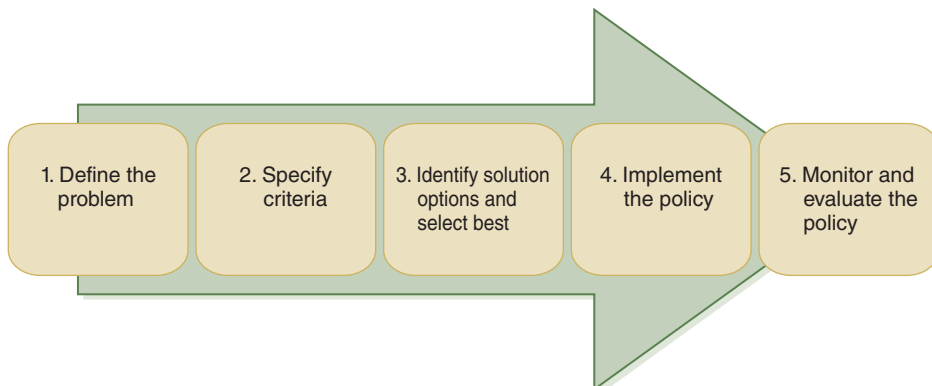 1. Define the
problem
2. Specify
criteria
3. Identify solution
options and
select best
4. Implement
the policy
5. Monitor and
evaluate the
policy